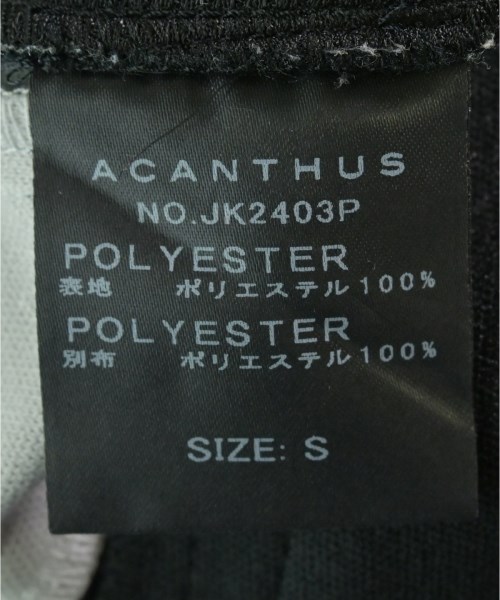 ACANTHUS
NO.JK2403P
POLYESTER
表地 ポリエステル100%
POLYESTER
別布 ポリエステル100%
SIZE: S